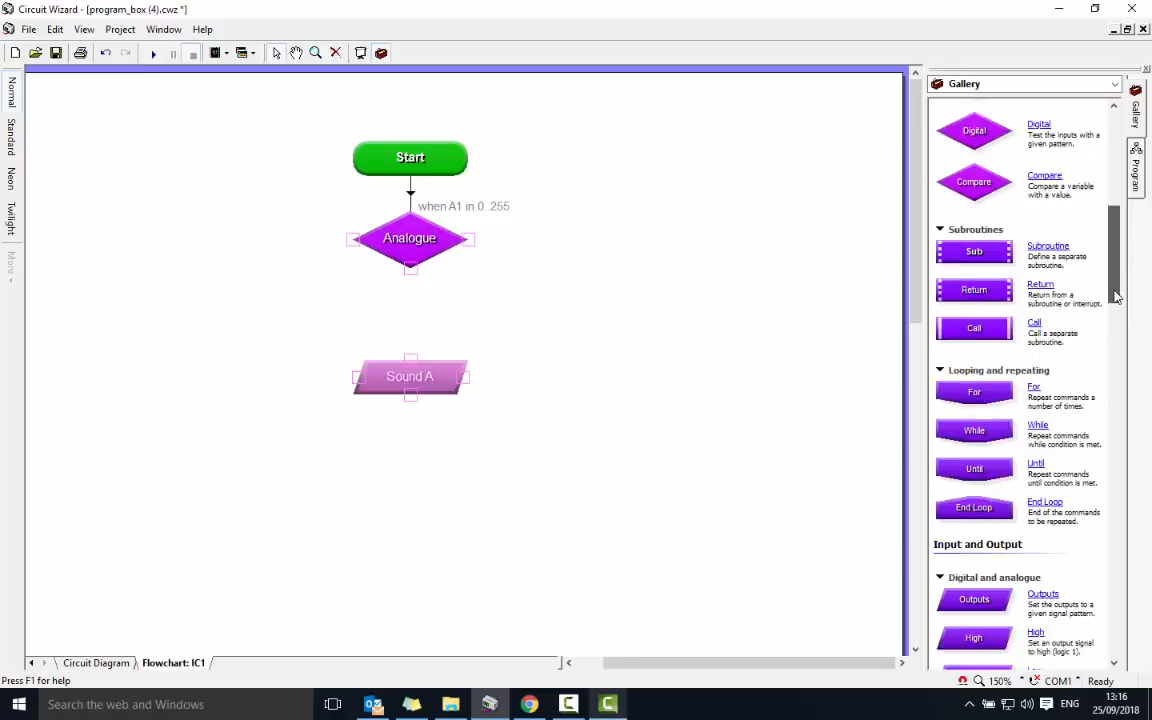 Circuit Wizard - [program_box (4).cwz *]
File Edit View Project Window Help
Normal
Standard
Neon
Twilight
More
Start
when A1 in 0..255
Analogue
Sound A
Gallery
Gallery
Program
Digital
Digital
Test the inputs with a
given pattern.
Compare
Compare
Compare a variable
with a value.
Subroutines
Sub
Subroutine
Define a separate
subroutine.
Return
Return
Return from a
subroutine or interrupt.
Call
Call
Call a separate
subroutine.
Looping and repeating
For
For
Repeat commands a
number of times.
While
While
Repeat commands
while condition is met.
Until
Until
Repeat commands
until condition is met.
End Loop
End Loop
End of the commands
to be repeated.
Input and Output
Digital and analogue
Outputs
Outputs
Set the outputs to a
given signal pattern.
High
High
Set an output signal
to high (logic 1).
Circuit Diagram Flowchart: IC1
Press F1 for help
150% COM1 Ready
Search the web and Windows
ENG
13:16
25/09/2018